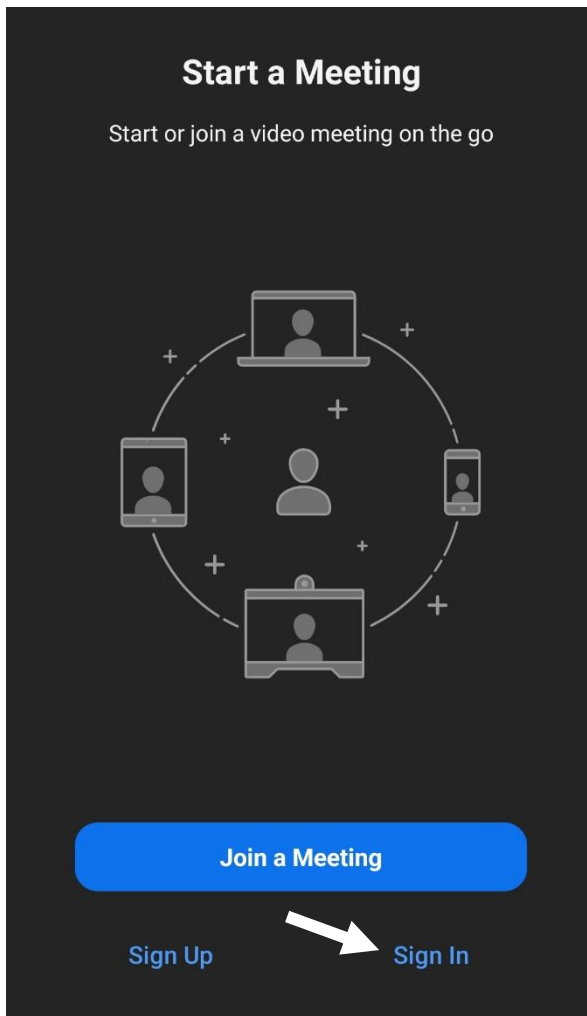 Start a Meeting
Start or join a video meeting on the go
Join a Meeting
Sign Up
Sign In